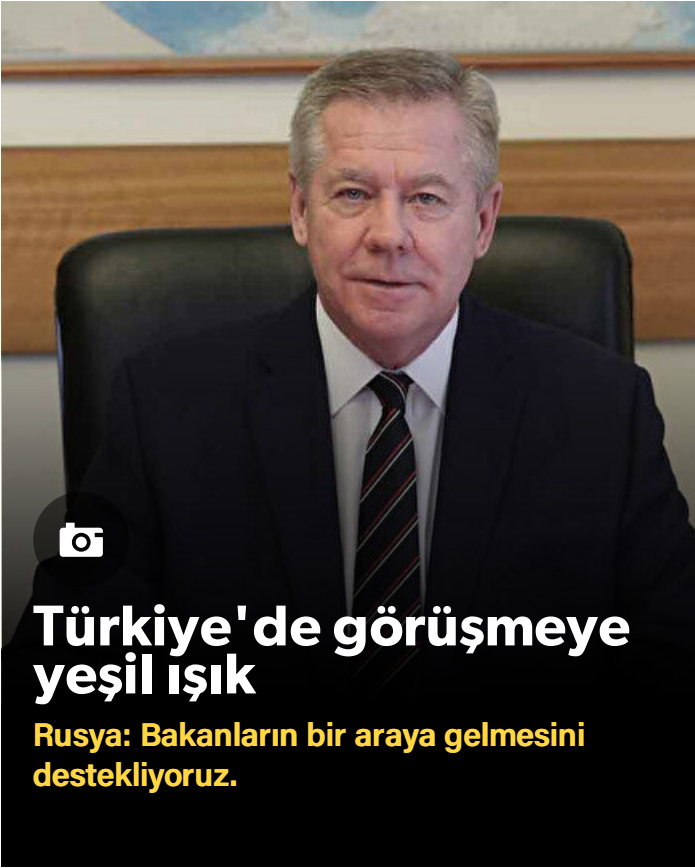 Türkiye'de görüşmeye
yeşil ışık
Rusya: Bakanların bir araya gelmesini
destekliyoruz.